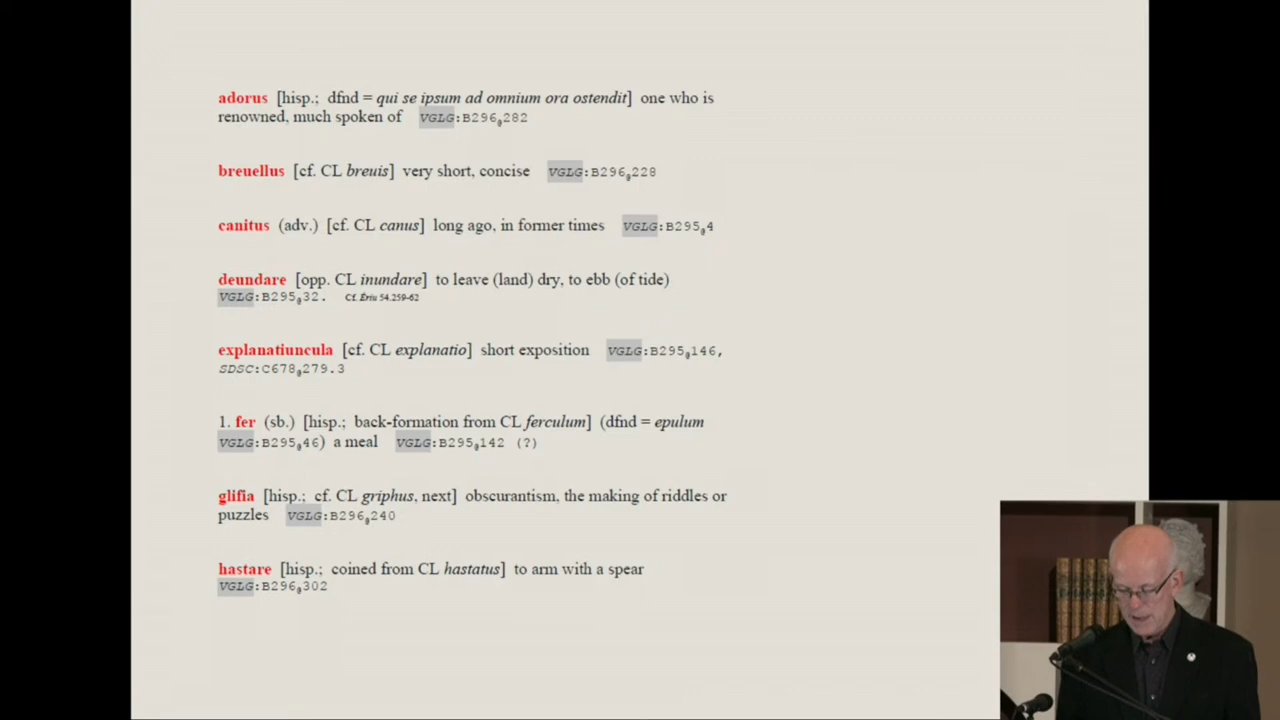 adorus [hisp.; dfnd = qui se ipsum ad omnium ora ostendit] one who is
renowned, much spoken of VGLG:B296,282
breuellus [cf. CL breuis] very short, concise VGLG:B296,228
canitus (adv.) [cf. CL canus] long ago, in former times VGLG:B295,4
deundare [opp. CL inundare] to leave (land) dry, to ebb (of tide)
VGLG:B295,32. Cf. Ériu 54.259-62
explanatiuncula [cf. CL explanatio] short exposition VGLG:B295,146,
SDSC:C678,279.3
1. fer (sb.) [hisp.; back-formation from CL ferculum] (dfnd = epulum
VGLG:B295,46) a meal VGLG:B295,142 (?)
glifia [hisp.; cf. CL griphus, next] obscurantism, the making of riddles or
puzzles VGLG:B296,240
hastare [hisp.; coined from CL hastatus] to arm with a spear
VGLG:B296,302